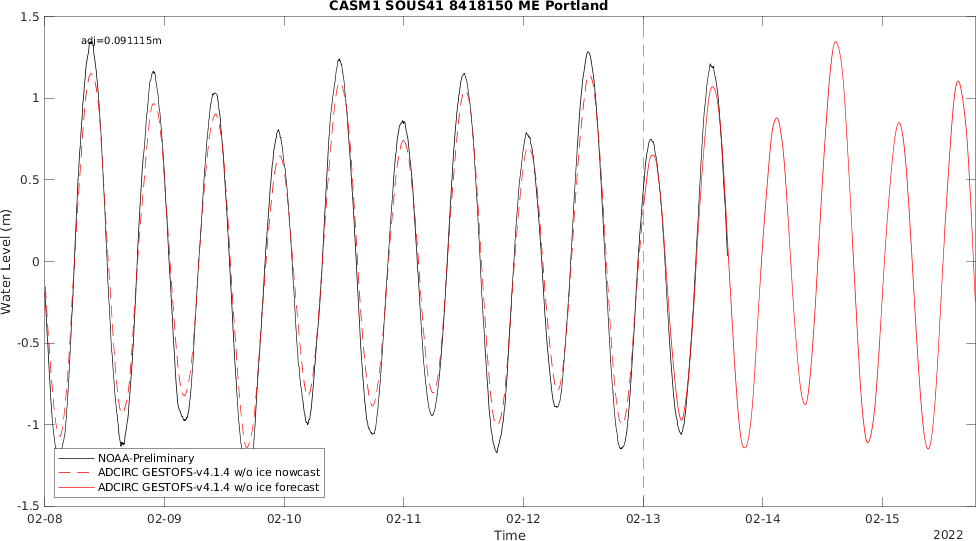 CASM1 SOUS41 8418150 ME Portland
adj=0.091115m
1.5
1
0.5
0
-0.5
-1
-1.5
Water Level (m)
NOAA-Preliminary
ADCIRC GESTOFS-v4.1.4 w/o ice nowcast
ADCIRC GESTOFS-v4.1.4 w/o ice forecast
02-08 02-09 02-10 02-11 02-12 02-13 02-14 02-15
Time
2022